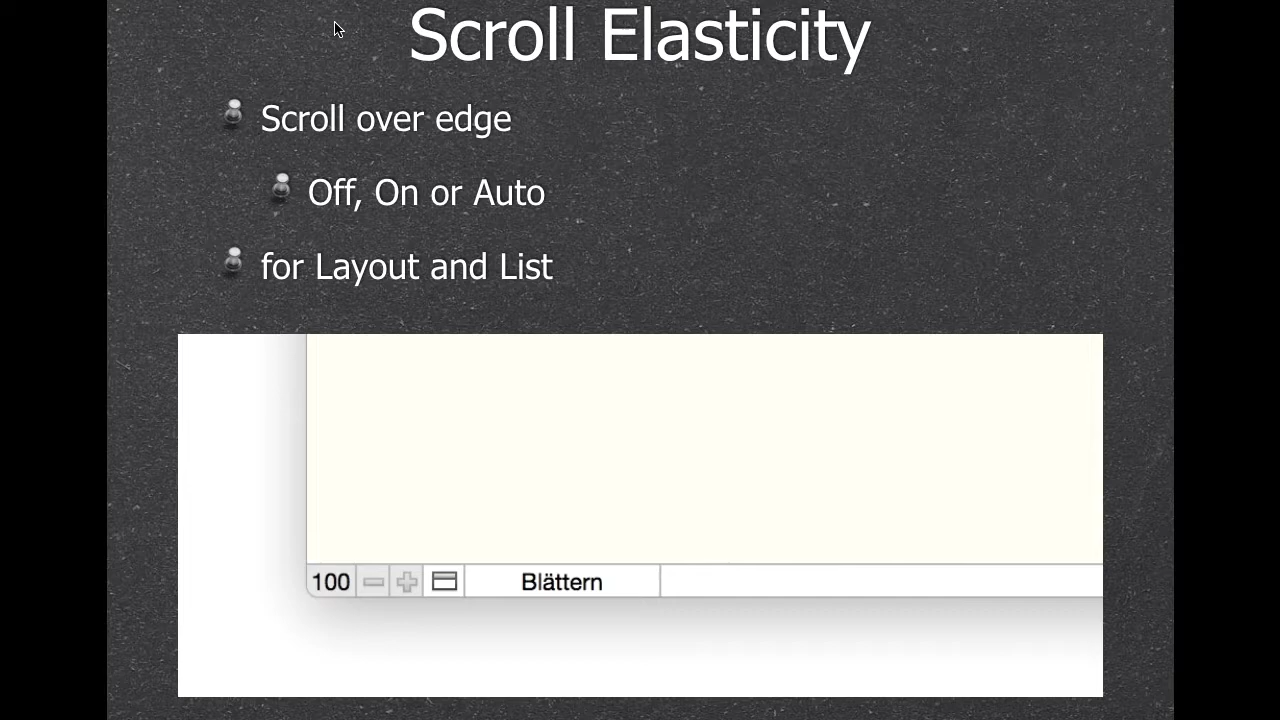 Scroll Elasticity
Scroll over edge
Off, On or Auto
for Layout and List
100 Blättern